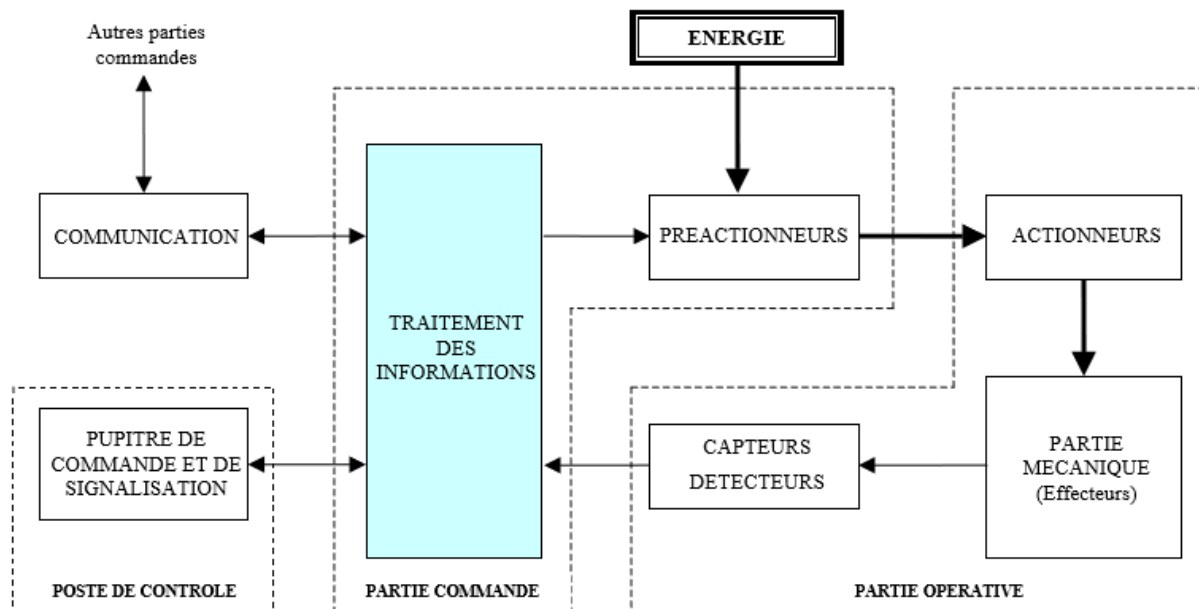 Autres parties
commandes
ENERGIE
COMMUNICATION
PREACTIONNEURS
ACTIONNEURS
TRAITEMENT
DES
INFORMATIONS
PUPITRE DE
COMMANDE ET DE
SIGNALISATION
CAPTEURS
DETECTEURS
PARTIE
MECANIQUE
(Effecteurs)
POSTE DE CONTROLE
PARTIE COMMANDE
PARTIE OPERATIVE